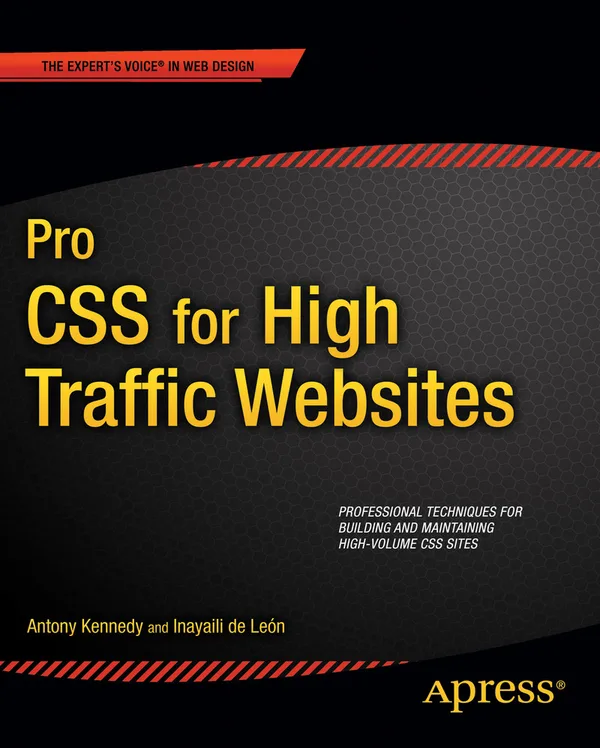 THE EXPERT'S VOICE® IN WEB DESIGN
Pro
CSS for High
Traffic Websites
PROFESSIONAL TECHNIQUES FOR
BUILDING AND MAINTAINING
HIGH-VOLUME CSS SITES
Antony Kennedy and Inayaili de León
Apress®